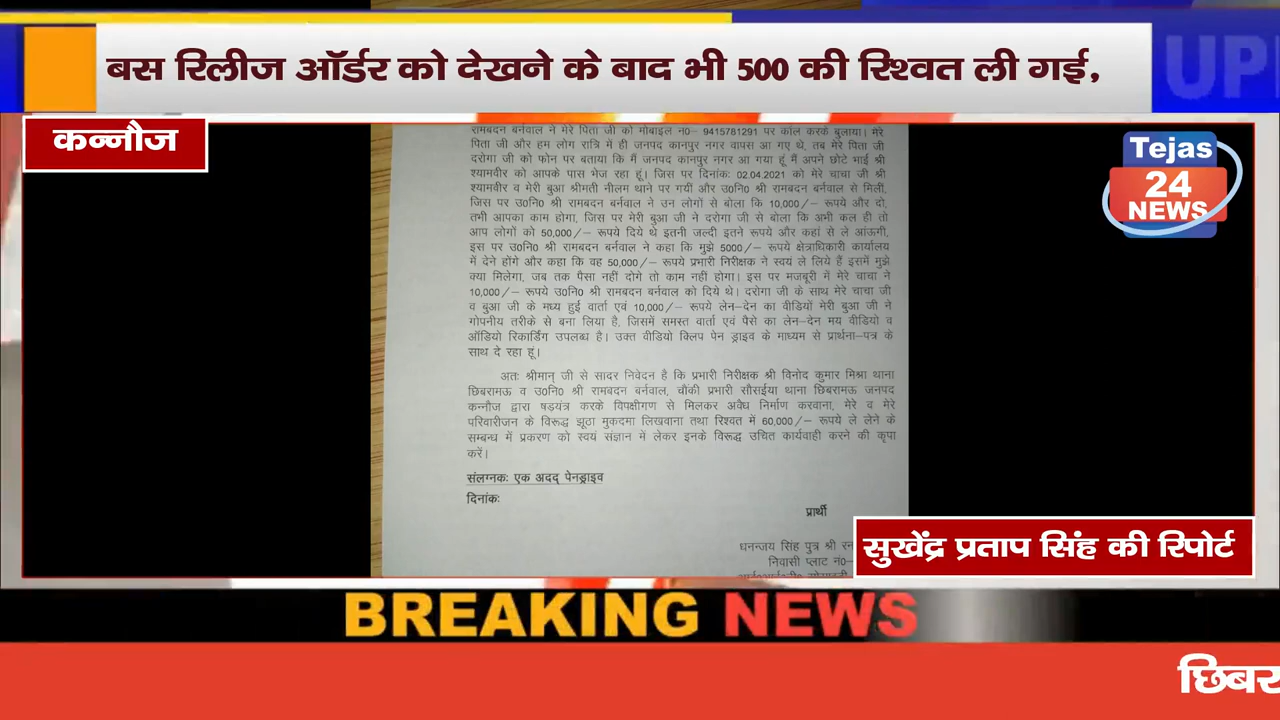 बस रिलीज ऑर्डर को देखने के बाद भी 500 की रिश्वत ली गई,
UP
कन्नौज
Tejas
24
NEWS
रामबदन बर्नवाल ने मेरे पिता जी को मोबाइल न0– 9415781291 पर कॉल करके बुलाया। मेरे
पिता जी और हम लोग रात्रि में ही जनपद कानपुर नगर वापस आ गए थे, तब मेरे पिता जी
दरोगा जी को फोन पर बताया कि मैं जनपद कानपुर नगर आ गया हूं मैं अपने छोटे भाई श्री
श्यामवीर को आपके पास भेज रहा हूं। जिस पर दिनांक: 02.04.2021 को मेरे चाचा जी श्री
श्यामवीर व मेरी बुआ श्रीमती नीलम थाने पर गयीं और उ0नि0 श्री रामबदन बर्नवाल से मिलीं,
जिस पर उ0नि0 श्री रामबदन बर्नवाल ने उन लोगों से बोला कि 10,000/– रूपये और दो,
तभी आपका काम होगा, जिस पर मेरी बुआ जी ने दरोगा जी से बोला कि अभी कल ही तो
आप लोगों को 50,000/– रूपये दिये थे इतनी जल्दी इतने रूपये और कहां से ले आंऊगी,
इस पर उ0नि0 श्री रामबदन बर्नवाल ने कहा कि मुझे 5000/– रूपये क्षेत्राधिकारी कार्यालय
में देने होंगे और कहा कि वह 50,000/– रूपये प्रभारी निरीक्षक ने स्वयं ले लिये हैं इसमें मुझे
क्या मिलेगा, जब तक पैसा नहीं दोगे तो काम नहीं होगा। इस पर मजबूरी में मेरे चाचा ने
10,000/– रूपये उ0नि0 श्री रामबदन बर्नवाल को दिये थे। दरोगा जी के साथ मेरे चाचा जी
व बुआ जी के मध्य हुई वार्ता एवं 10,000/– रूपये लेन–देन का वीडियों मेरी बुआ जी ने
गोपनीय तरीके से बना लिया है, जिसमें समस्त वार्ता एवं पैसे का लेन–देन मय वीडियो व
ऑडियो रिकार्डिंग उपलब्ध है। उक्त वीडीयो क्लिप पेन ड्राइव के माध्यम से प्रार्थना–पत्र के
साथ दे रहा हूं।
अतः श्रीमान् जी से सादर निवेदन है कि प्रभारी निरीक्षक श्री विनोद कुमार मिश्रा थाना
छिबरामऊ व उ0नि0 श्री रामबदन बर्नवाल, चौंकी प्रभारी सौराईया थाना छिबरामऊ जनपद
कन्नौज द्वारा षड़यंत्र करके विपक्षीगण से मिलकर अवैध निर्माण करवाना, मेरे व मेरे
परिवारीजन के विरूद्ध झूठा मुकदमा लिखवाना तथा रिश्वत में 60,000/– रूपये ले लेने के
सम्बन्ध में प्रकरण को स्वयं संज्ञान में लेकर इनके विरूद्ध उचित कार्यवाही करने की कृपा
करें।
संलग्नक: एक अदद् पेनड्राइव
दिनांक:
प्रार्थी
धनन्जय सिंह पुत्र श्री
निवासी प्लाट नं0–
सुखेंद्र प्रताप सिंह की रिपोर्ट
BREAKING NEWS
छिबर